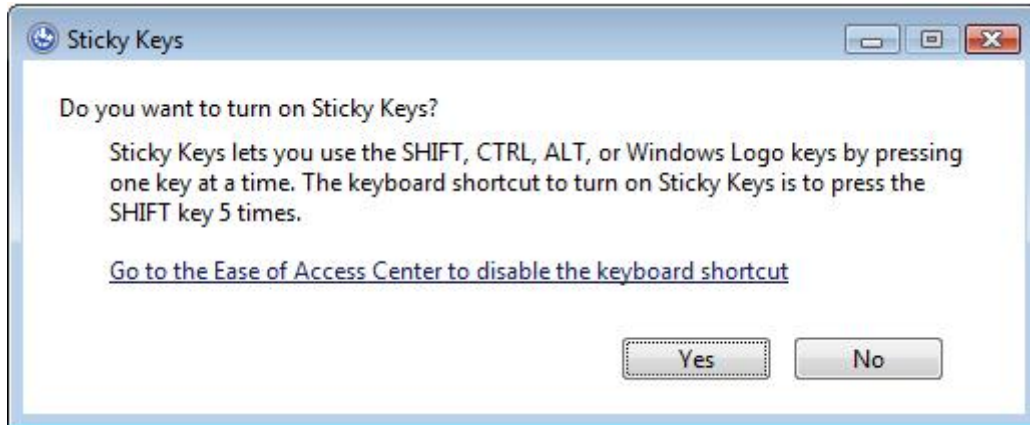 Sticky Keys
Do you want to turn on Sticky Keys?
Sticky Keys lets you use the SHIFT, CTRL, ALT, or Windows Logo keys by pressing
one key at a time. The keyboard shortcut to turn on Sticky Keys is to press the
SHIFT key 5 times.
Go to the Ease of Access Center to disable the keyboard shortcut
Yes No